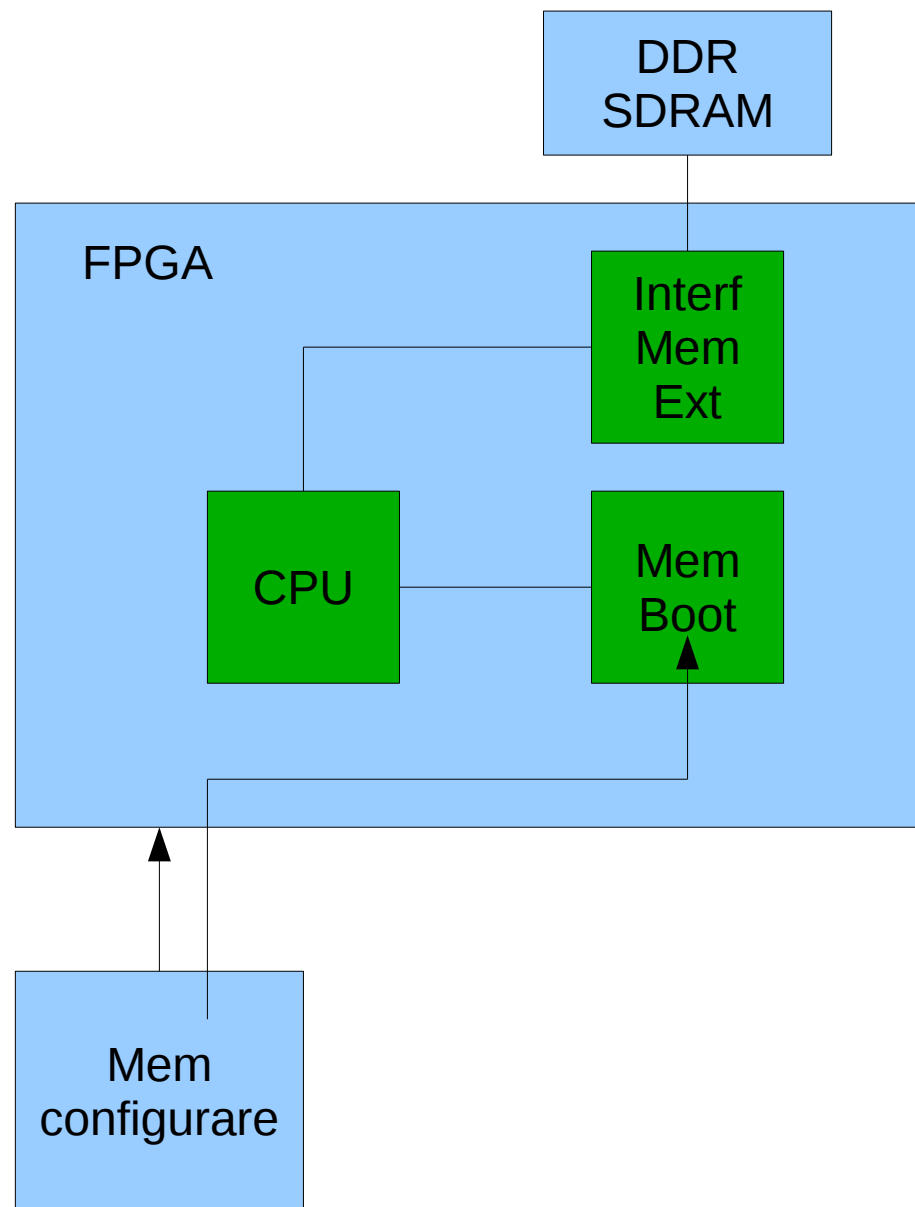 DDR
SDRAM
FPGA
Interf
Mem
Ext
CPU
Mem
Boot
Mem
configurare